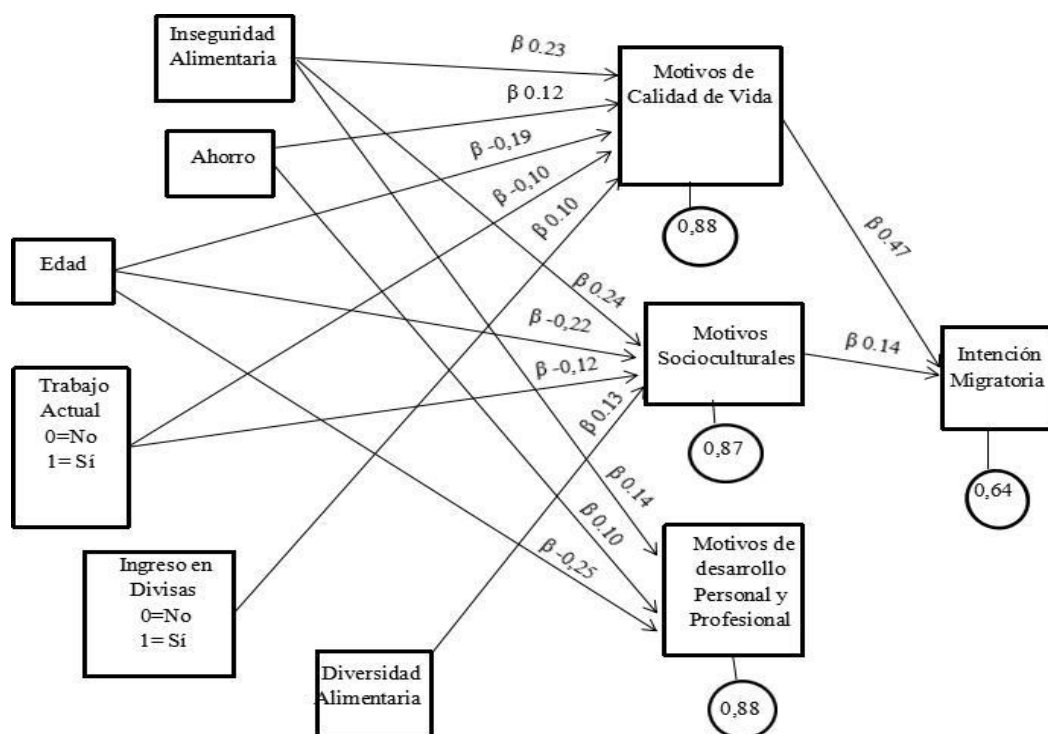 Inseguridad
Alimentaria
β 0.23
Motivos de
Calidad de Vida
β 0.12
Ahorro
β -0,19
β -0,10
β 0.10
0,88
β 0.47
Edad
β 0.24
β -0,22
Motivos
Socioculturales
β 0.14
Intención
Migratoria
Trabajo
Actual
0=No
1= Sí
β -0,12
β 0.13
0,87
0,64
β 0.14
β 0.10
β -0,25
Ingreso en
Divisas
0=No
1= Sí
Motivos de
desarrollo
Personal y
Profesional
Diversidad
Alimentaria
0,88